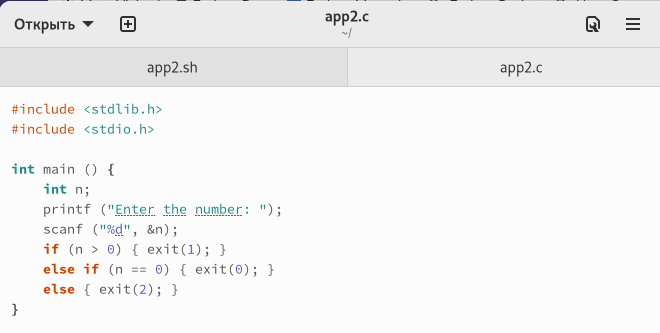 Открыть
app2.c
~/
app2.sh
app2.c
#include <stdlib.h>
#include <stdio.h>
int main () {
    int n;
    printf ("Enter the number: ");
    scanf ("%d", &n);
    if (n > 0) { exit(1); }
    else if (n == 0) { exit(0); }
    else { exit(2); }
}